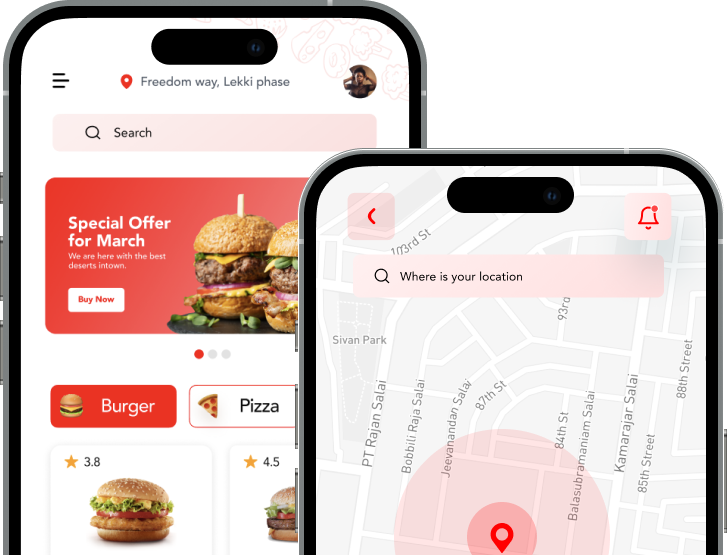 Freedom way, Lekki phase
Search
Special Offer
for March
We are here with the best
deserts intown.
Buy Now
Burger
Pizza
3.8
4.5
103rd St
Where is your location
93rd
Sivan Park
88th Street
87th St
PT Rajan Salai
Bobbili Raja Salai
Jeevanandan Salai
84th St
Balasubramaniam Salai
Kamarajar Salai
85th Street